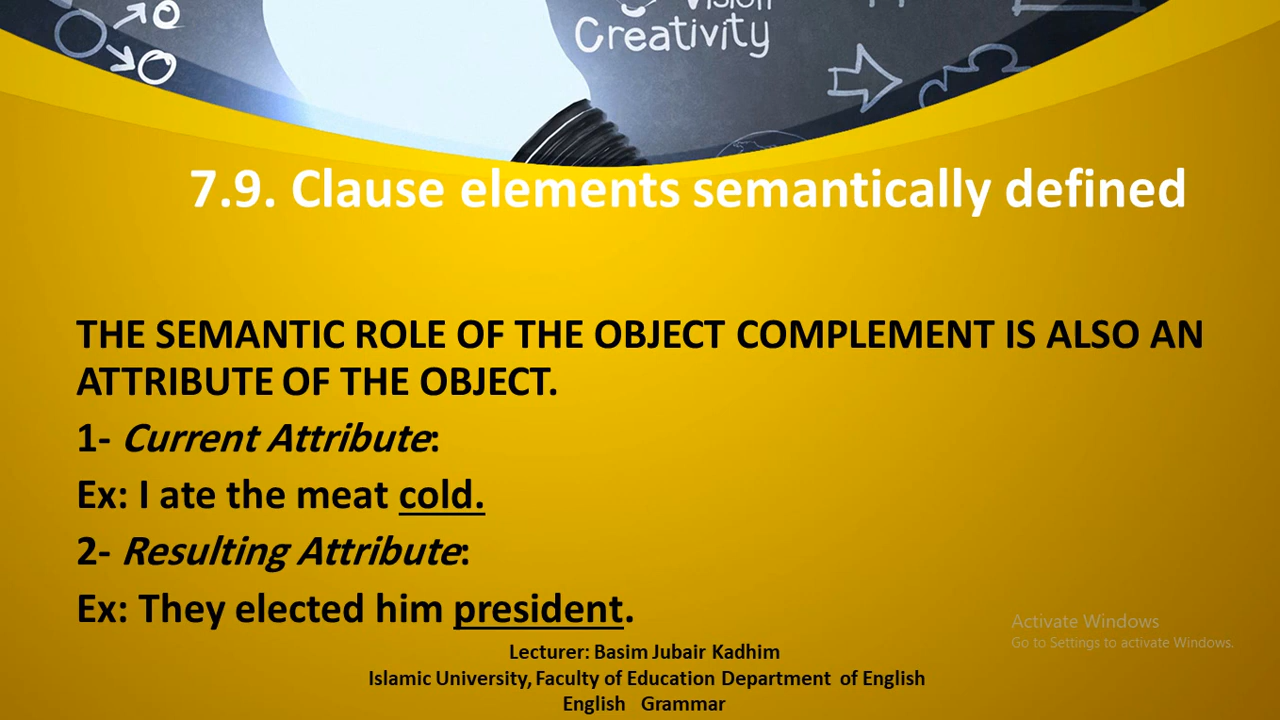 Vision
Creativity
7.9. Clause elements semantically defined
THE SEMANTIC ROLE OF THE OBJECT COMPLEMENT IS ALSO AN
ATTRIBUTE OF THE OBJECT.
1- Current Attribute:
Ex: I ate the meat cold.
2- Resulting Attribute:
Ex: They elected him president.
Activate Windows
Go to Settings to activate Windows.
Lecturer: Basim Jubair Kadhim
Islamic University, Faculty of Education Department of English
English Grammar